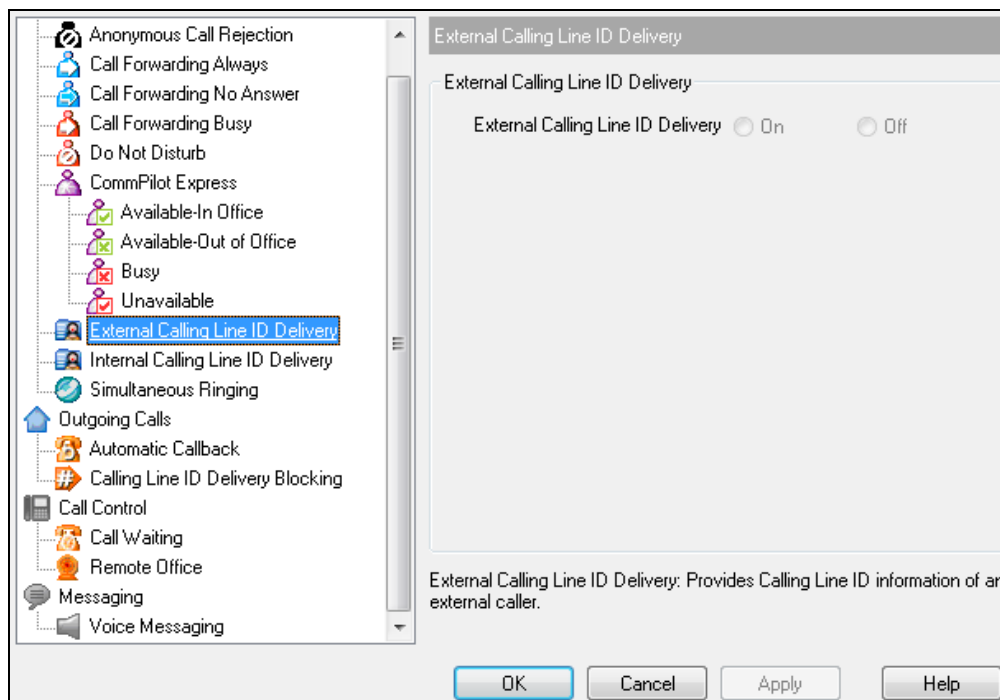 Anonymous Call Rejection
Call Forwarding Always
Call Forwarding No Answer
Call Forwarding Busy
Do Not Disturb
CommPilot Express
Available-In Office
Available-Out of Office
Busy
Unavailable
External Calling Line ID Delivery
Internal Calling Line ID Delivery
Simultaneous Ringing
Outgoing Calls
Automatic Callback
Calling Line ID Delivery Blocking
Call Control
Call Waiting
Remote Office
Messaging
Voice Messaging
External Calling Line ID Delivery
External Calling Line ID Delivery
External Calling Line ID Delivery On Off
External Calling Line ID Delivery: Provides Calling Line ID information of an
external caller.
OK Cancel Apply Help